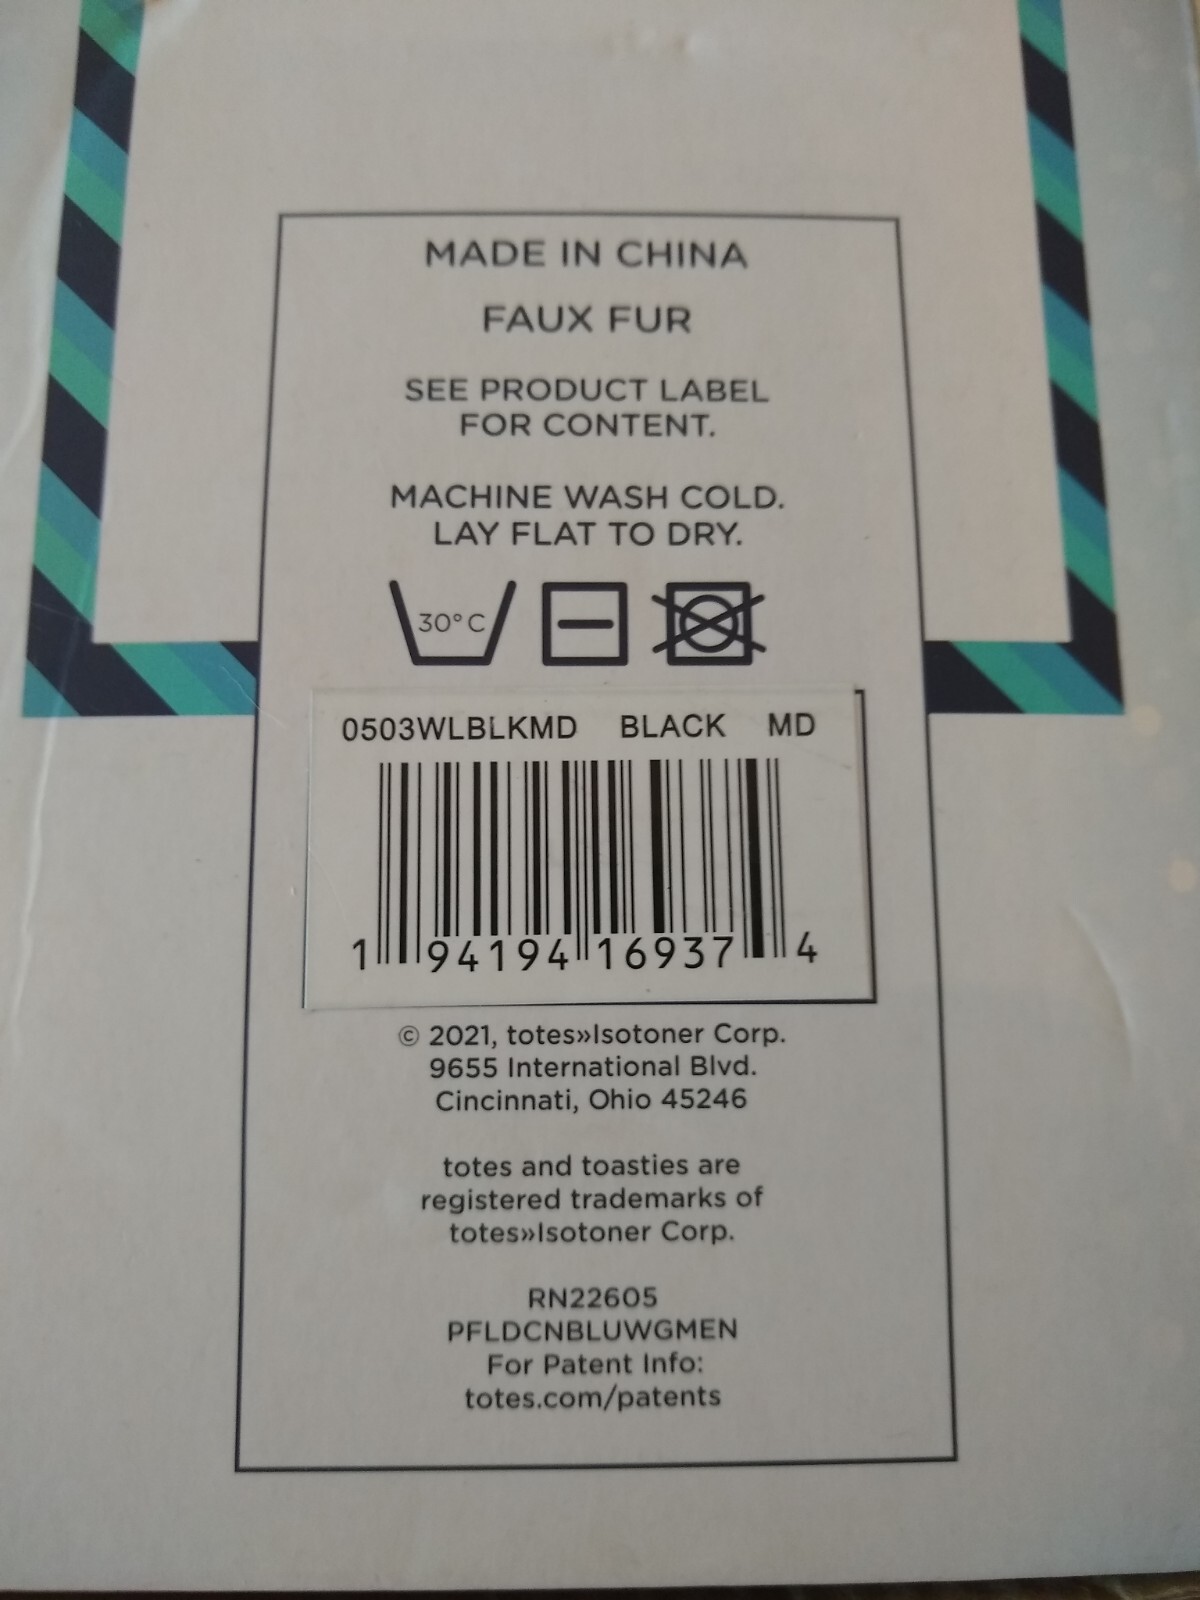 MADE IN CHINA
FAUX FUR
SEE PRODUCT LABEL
FOR CONTENT.
MACHINE WASH COLD.
LAY FLAT TO DRY.
30° C
0503WLBLKMD BLACK MD
1 94194 16937 4
© 2021, totes»Isotoner Corp.
9655 International Blvd.
Cincinnati, Ohio 45246
totes and toasties are
registered trademarks of
totes»Isotoner Corp.
RN22605
PFLDCNBLUWGMEN
For Patent Info:
totes.com/patents